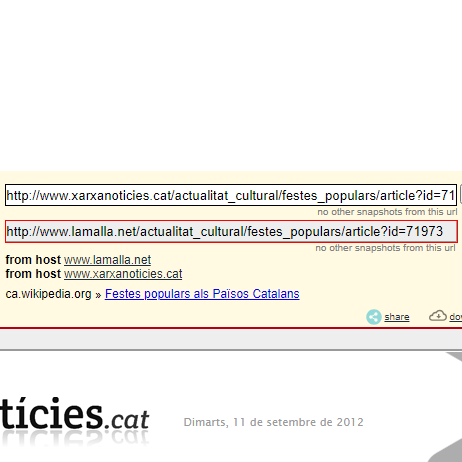 http://www.xarxanoticies.cat/actualitat_cultural/festes_populars/article?id=71
no other snapshots from this url
http://www.lamalla.net/actualitat_cultural/festes_populars/article?id=71973
no other snapshots from this url
from host www.lamalla.net
from host www.xarxanoticies.cat
ca.wikipedia.org » Festes populars als Països Catalans
share do
tícies.cat
Dimarts, 11 de setembre de 2012